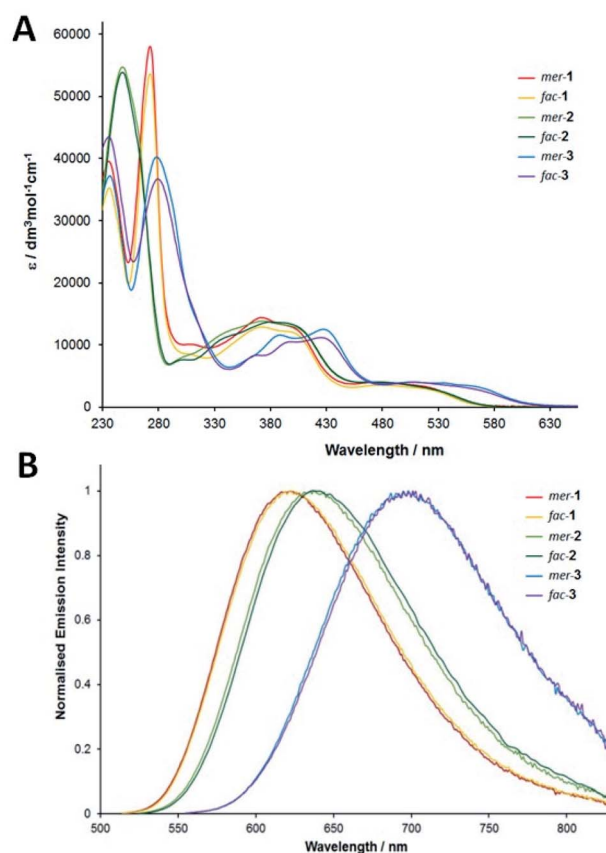 A
60000
50000
40000
30000
20000
10000
0
ε / dm3mol-1cm-1
230 280 330 380 430 480 530 580 630
Wavelength / nm
mer-1
fac-1
mer-2
fac-2
mer-3
fac-3
B
1
0.8
0.6
0.4
0.2
0
Normalised Emission Intensity
500 550 600 650 700 750 800
Wavelength / nm
mer-1
fac-1
mer-2
fac-2
mer-3
fac-3